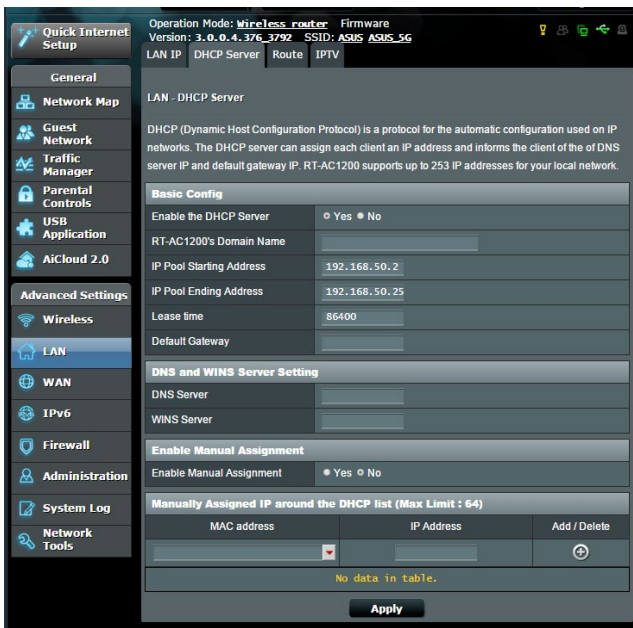 Quick Internet
Setup
General
Network Map
Guest
Network
Traffic
Manager
Parental
Controls
USB
Application
AiCloud 2.0
Advanced Settings
Wireless
LAN
WAN
IPv6
Firewall
Administration
System Log
Network
Tools
Operation Mode: Wireless router Firmware
Version: 3.0.0.4.376_3792 SSID: ASUS ASUS_5G
LAN IP DHCP Server Route IPTV
LAN - DHCP Server
DHCP (Dynamic Host Configuration Protocol) is a protocol for the automatic configuration used on IP
networks. The DHCP server can assign each client an IP address and informs the client of the of DNS
server IP and default gateway IP. RT-AC1200 supports up to 253 IP addresses for your local network.
Basic Config
Enable the DHCP Server Yes No
RT-AC1200's Domain Name
IP Pool Starting Address 192.168.50.2
IP Pool Ending Address 192.168.50.25
Lease time 86400
Default Gateway
DNS and WINS Server Setting
DNS Server
WINS Server
Enable Manual Assignment
Enable Manual Assignment Yes No
Manually Assigned IP around the DHCP list (Max Limit : 64)
MAC address IP Address Add / Delete
No data in table.
Apply